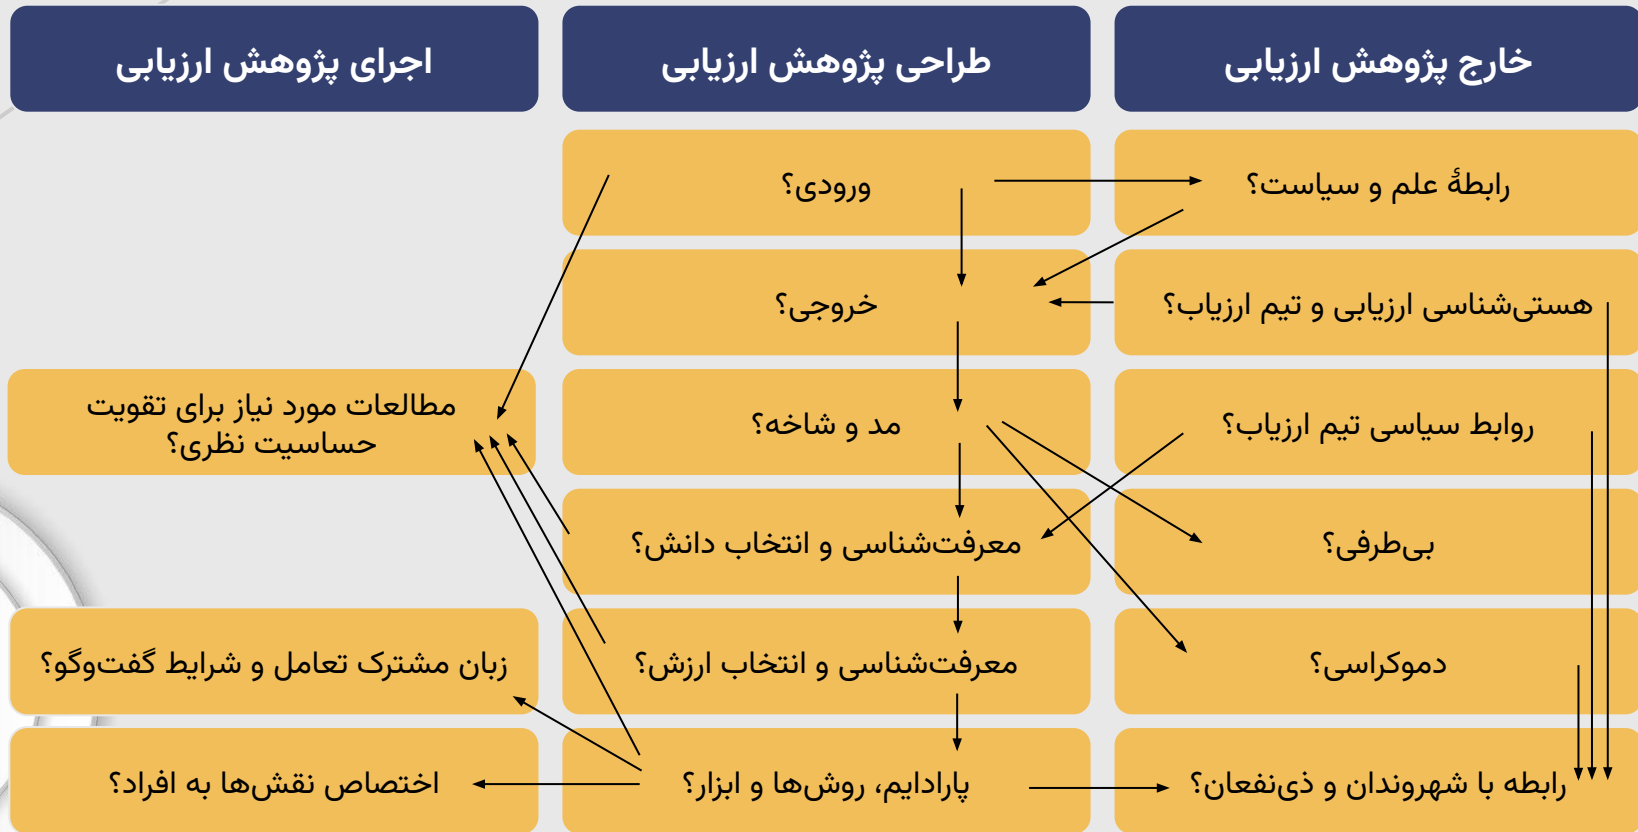 خارج پژوهش ارزیابی
طراحی پژوهش ارزیابی
اجرای پژوهش ارزیابی
رابطهٔ علم و سیاست؟
ورودی؟
هستی‌شناسی ارزیابی و تیم ارزیاب؟
خروجی؟
روابط سیاسی تیم ارزیاب؟
مد و شاخه؟
مطالعات مورد نیاز برای تقویت
حساسیت نظری؟
بی‌طرفی؟
معرفت‌شناسی و انتخاب دانش؟
دموکراسی؟
معرفت‌شناسی و انتخاب ارزش؟
زبان مشترک تعامل و شرایط گفت‌وگو؟
رابطه با شهروندان و ذی‌نفعان؟
پارادایم، روش‌ها و ابزار؟
اختصاص نقش‌ها به افراد؟